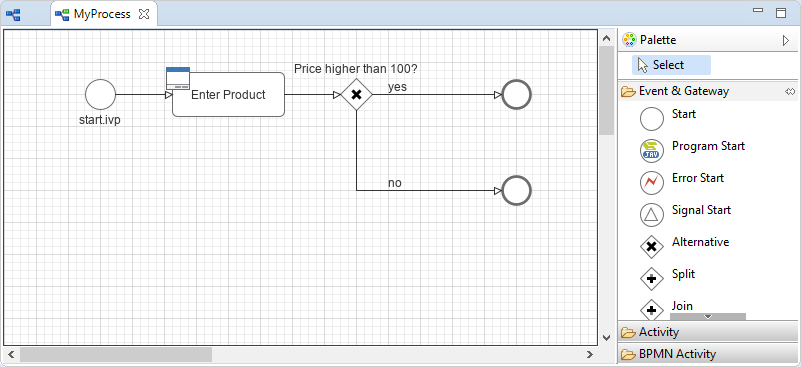 MyProcess
Price higher than 100?
yes
Enter Product
start.ivp
no
Palette
Select
Event & Gateway
Start
Program Start
JAV
Error Start
Signal Start
Alternative
Split
Join
Activity
BPMN Activity